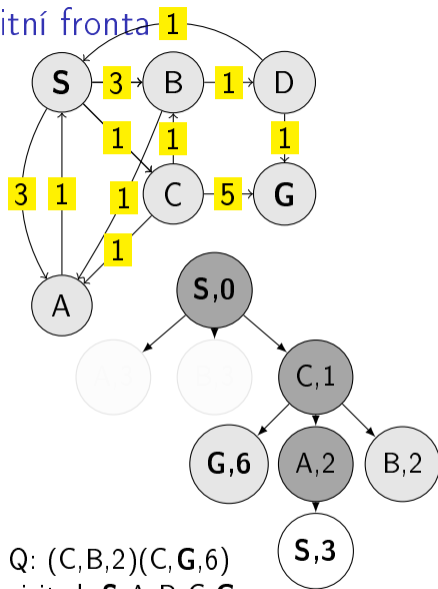 itní fronta 1
S 3 B 1 D
1 1 1
3 1 1 C 5 G
1
A
S,0
C,1
G,6 A,2 B,2
S,3
Q: (C,B,2)(C,G,6)